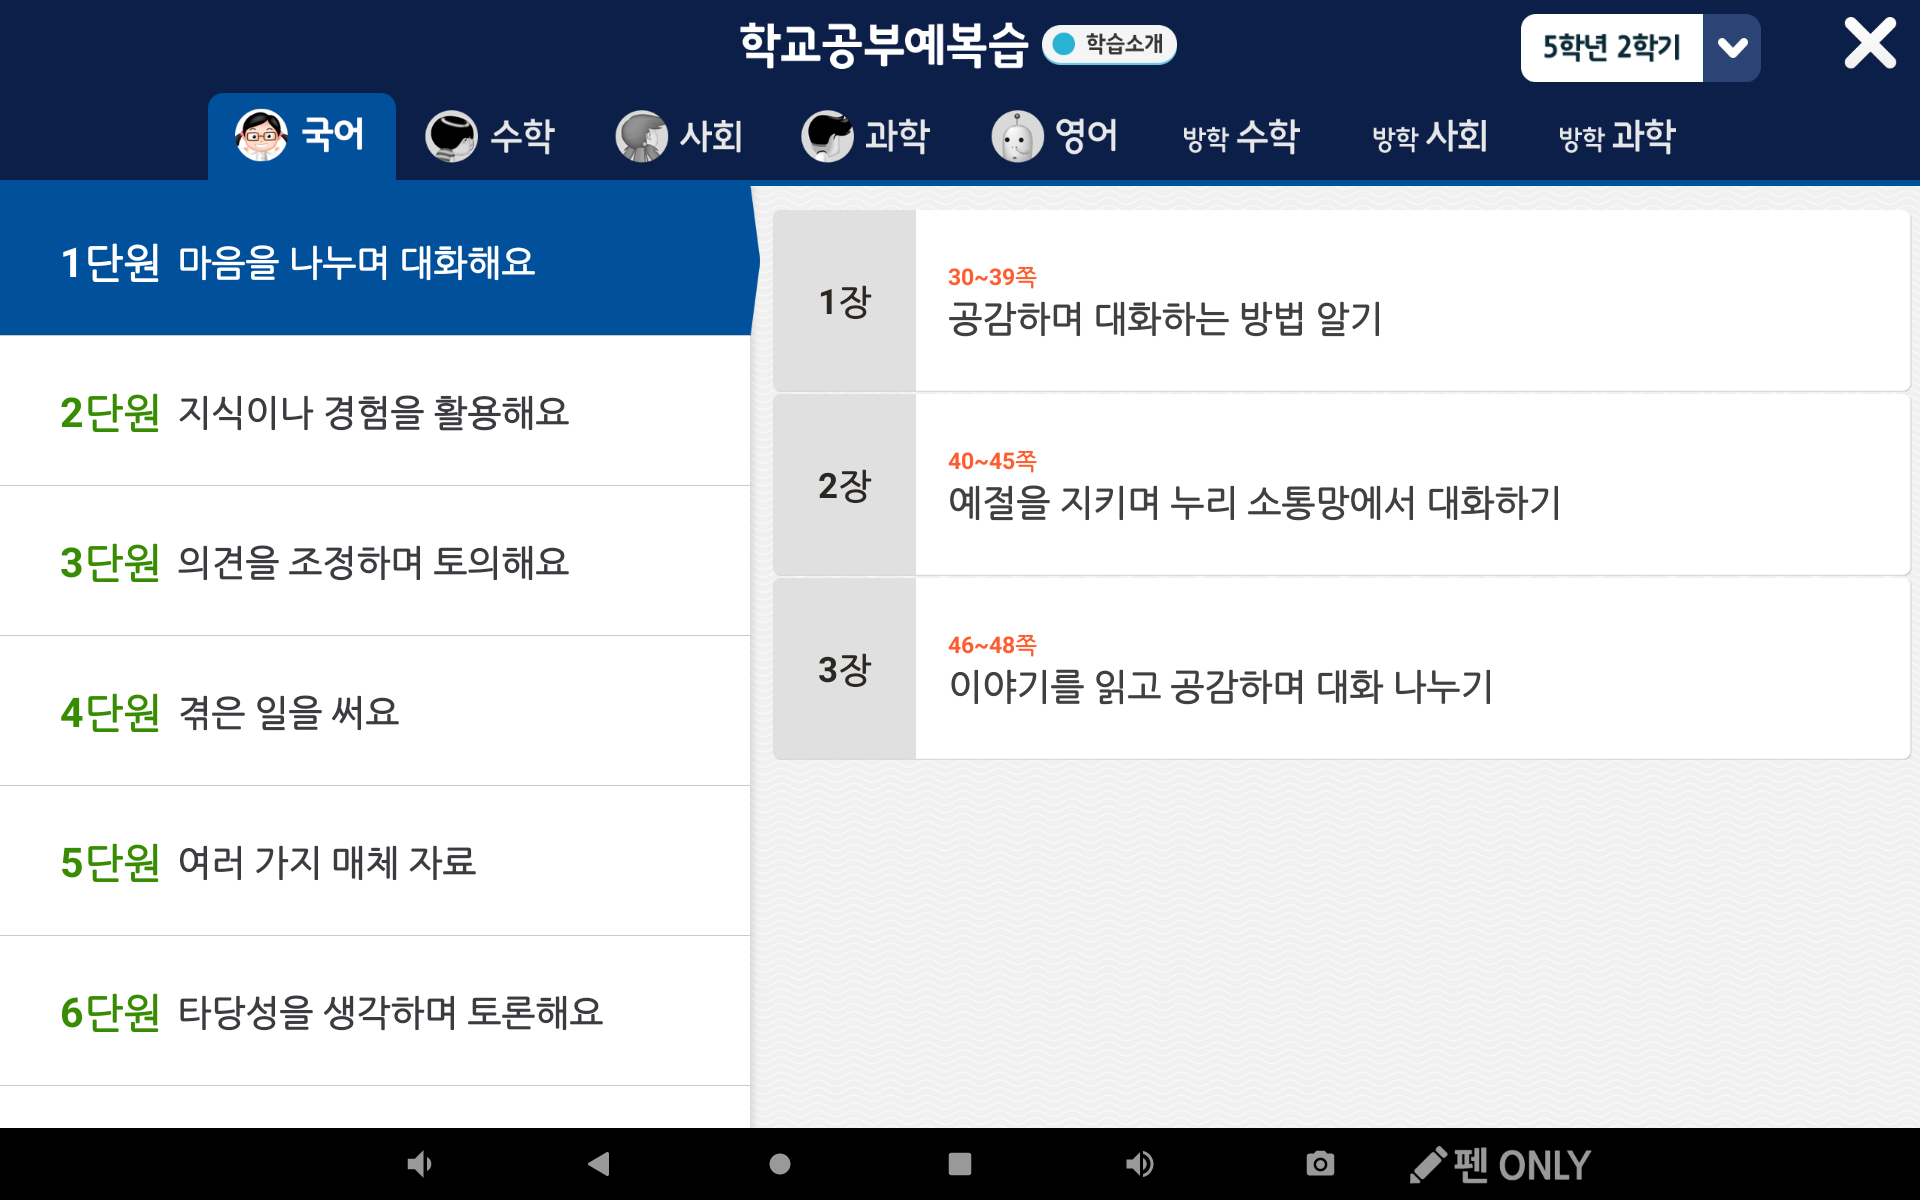 학교공부예복습
학습소개
5학년 2학기
국어
수학
사회
과학
영어
방학 수학
방학 사회
방학 과학
1단원 마음을 나누며 대화해요
2단원 지식이나 경험을 활용해요
3단원 의견을 조정하며 토의해요
4단원 겪은 일을 써요
5단원 여러 가지 매체 자료
6단원 타당성을 생각하며 토론해요
1장
30~39쪽
공감하며 대화하는 방법 알기
2장
40~45쪽
예절을 지키며 누리 소통망에서 대화하기
3장
46~48쪽
이야기를 읽고 공감하며 대화 나누기
펜 ONLY